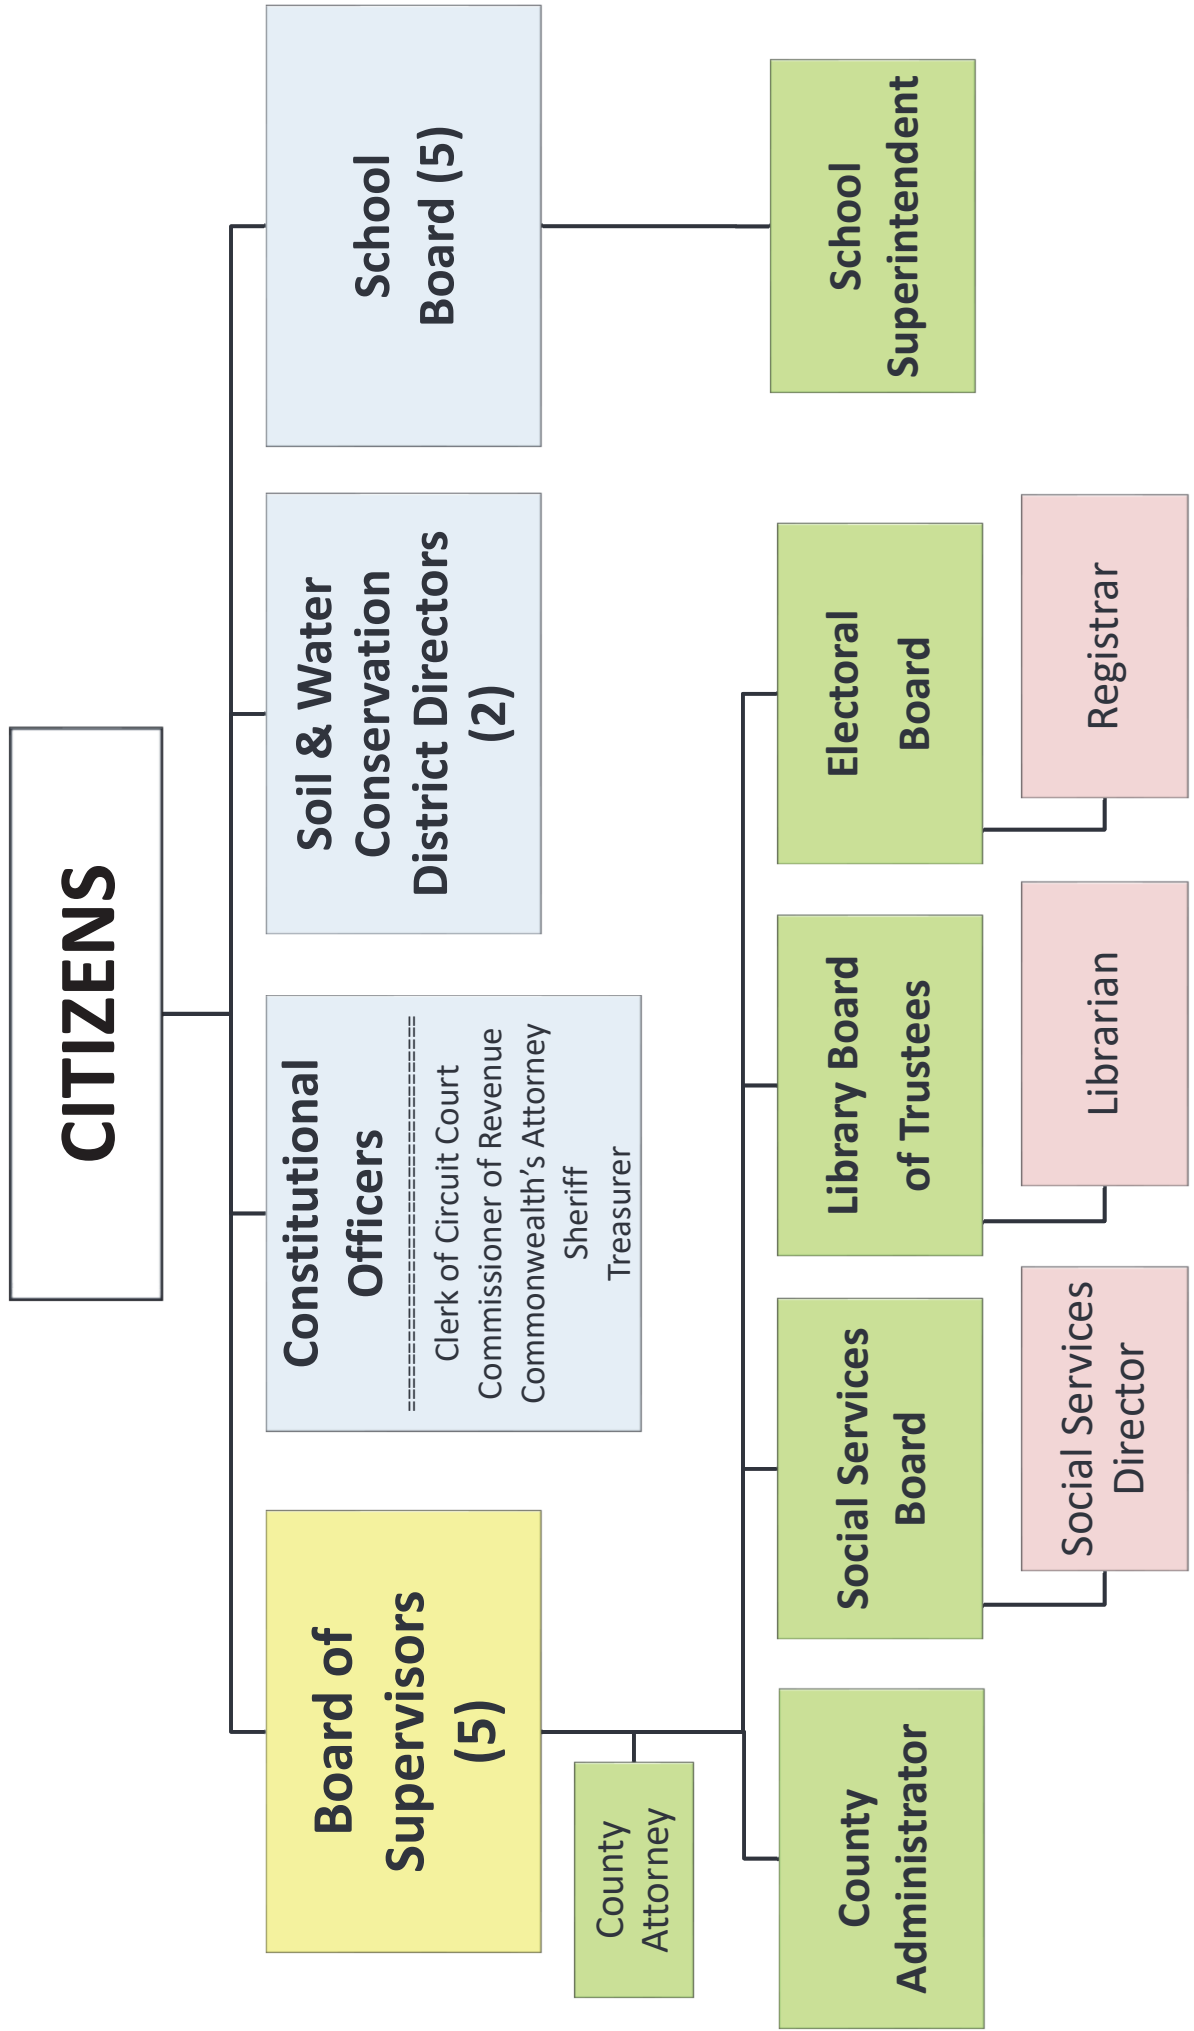 CITIZENS
Board of
Supervisors
(5)
Constitutional
Officers
Clerk of Circuit Court
Commissioner of Revenue
Commonwealth's Attorney
Sheriff
Treasurer
Soil & Water
Conservation
District Directors
(2)
School
Board (5)
County
Attorney
County
Administrator
Social Services
Board
Library Board
of Trustees
Electoral
Board
School
Superintendent
Social Services
Director
Librarian
Registrar